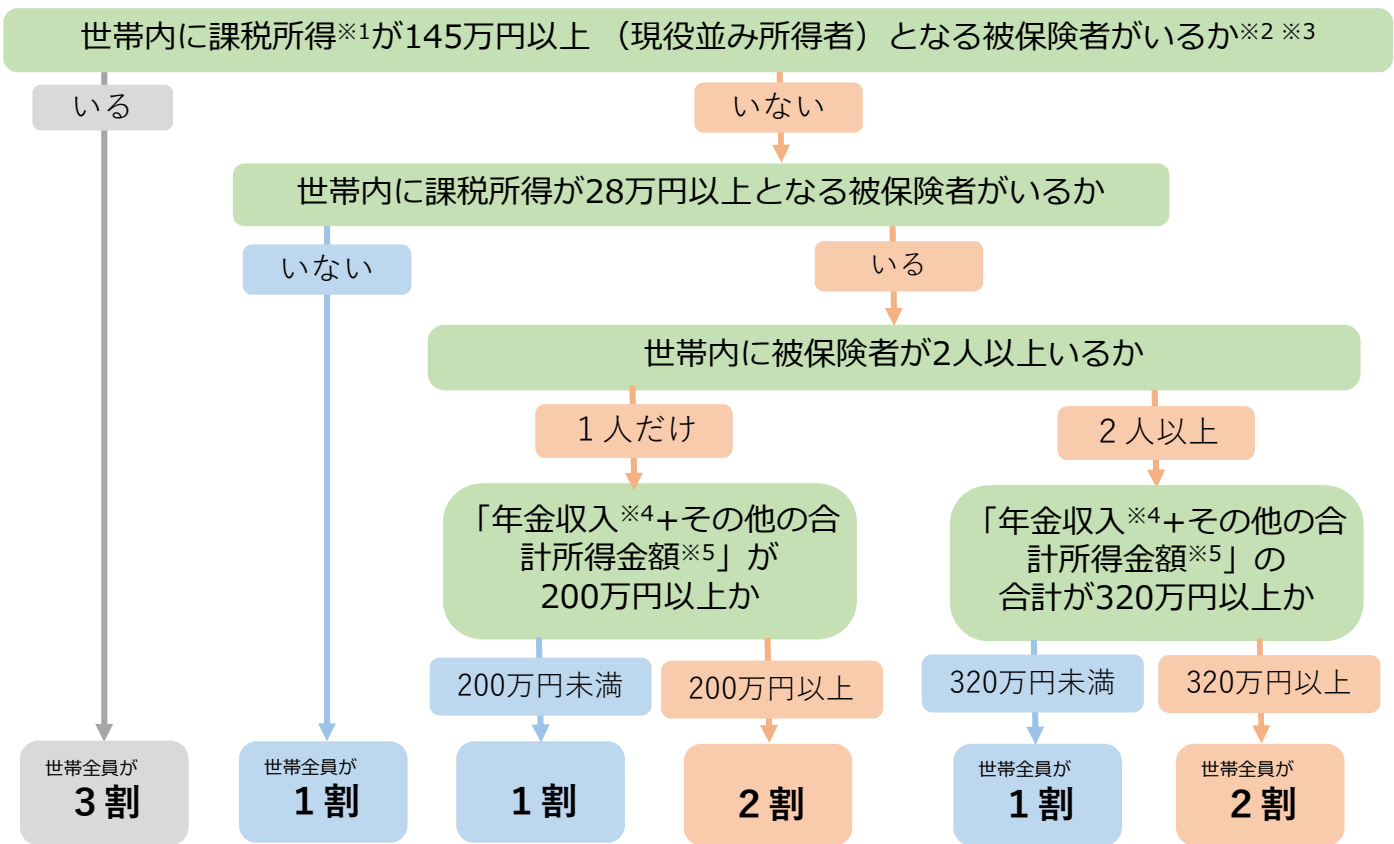 世帯内に課税所得※1が145万円以上 （現役並み所得者）となる被保険者がいるか※2 ※3
いる
いない
世帯内に課税所得が28万円以上となる被保険者がいるか
いない
いる
世帯内に被保険者が2人以上いるか
１人だけ
２人以上
「年金収入※4+その他の合
計所得金額※5」が
200万円以上か
「年金収入※4+その他の合
計所得金額※5」の
合計が320万円以上か
200万円未満
200万円以上
320万円未満
320万円以上
世帯全員が
３割
世帯全員が
１割
１割
２割
世帯全員が
１割
世帯全員が
２割